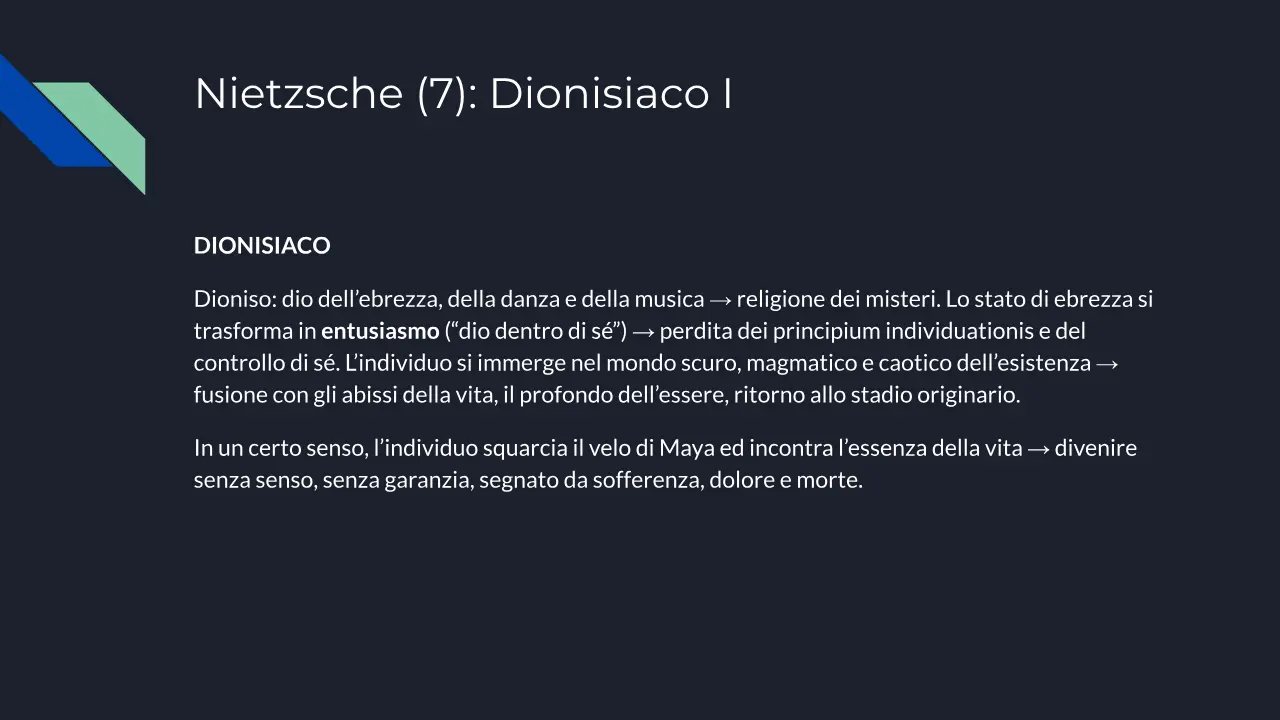 Nietzsche (7): Dionisiaco I
DIONISIACO
Dioniso: dio dell’ebrezza, della danza e della musica → religione dei misteri. Lo stato di ebrezza si
trasforma in entusiasmo (“dio dentro di sé”) → perdita dei principium individuationis e del
controllo di sé. L’individuo si immerge nel mondo scuro, magmatico e caotico dell’esistenza →
fusione con gli abissi della vita, il profondo dell’essere, ritorno allo stadio originario.
In un certo senso, l’individuo squarcia il velo di Maya ed incontra l’essenza della vita → divenire
senza senso, senza garanzia, segnato da sofferenza, dolore e morte.